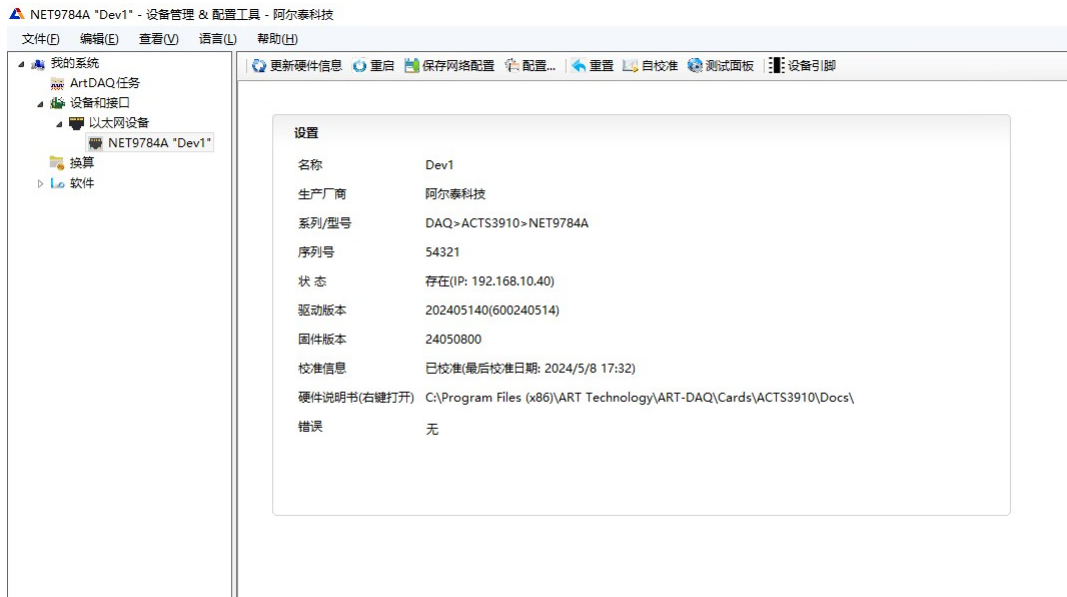 NET9784A "Dev1" - 设备管理 & 配置工具 - 阿尔泰科技
文件(F) 编辑(E) 查看(V) 语言(L) 帮助(H)
我的系统
ArtDAQ任务
设备和接口
以太网设备
NET9784A "Dev1"
换算
软件
更新硬件信息 重启 保存网络配置 配置... 重置 自校准 测试面板 设备引脚
设置
名称 Dev1
生产厂商 阿尔泰科技
系列/型号 DAQ>ACTS3910>NET9784A
序列号 54321
状 态 存在(IP: 192.168.10.40)
驱动版本 202405140(600240514)
固件版本 24050800
校准信息 已校准(最后校准日期: 2024/5/8 17:32)
硬件说明书(右键打开) C:\Program Files (x86)\ART Technology\ART-DAQ\Cards\ACTS3910\Docs\
错误 无